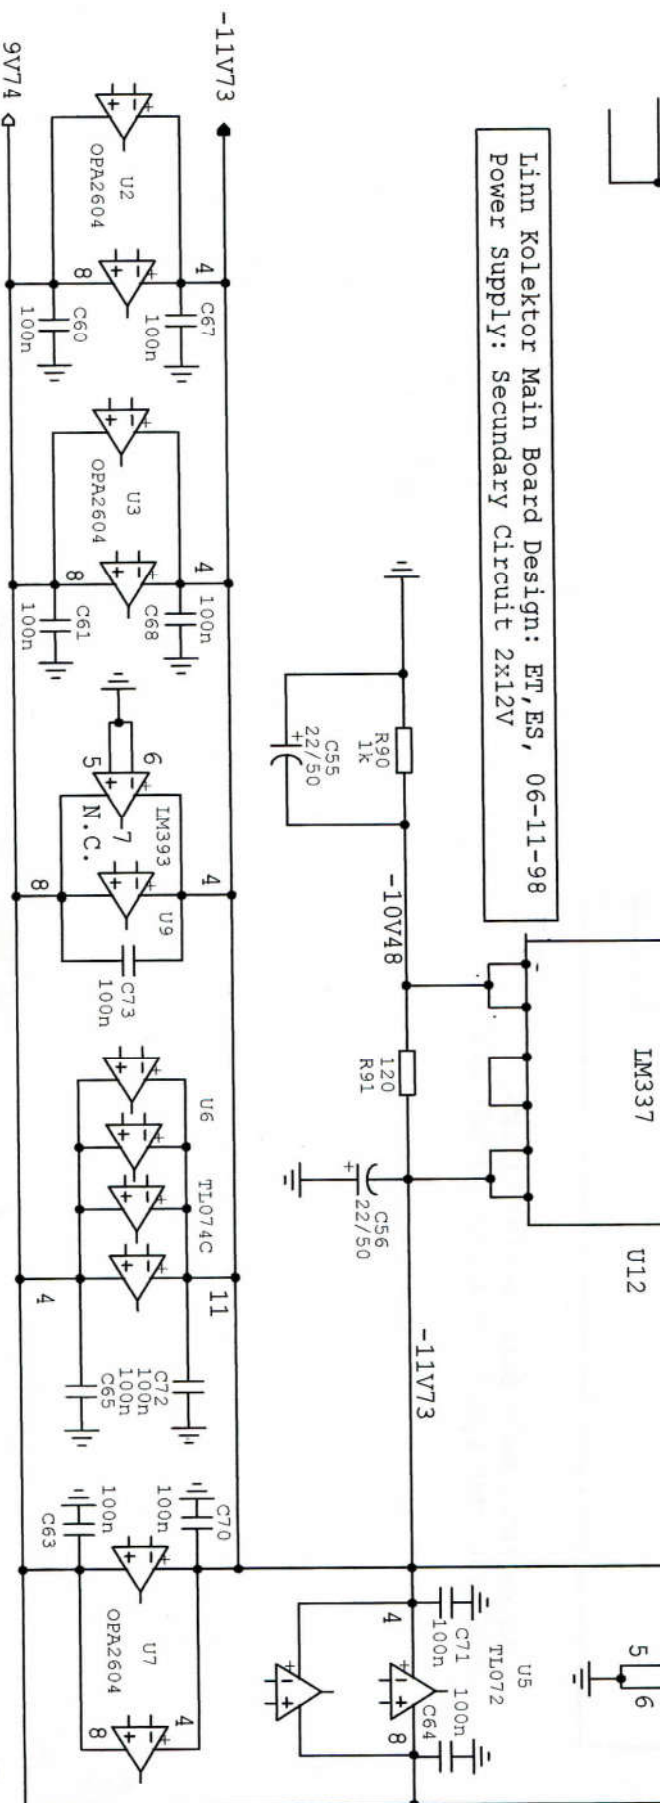 Linn Kolektor Main Board Design: ET,ES, 06-11-98
Power Supply: Secundary Circuit 2x12V
LM337
U12
5
6
R90
1k
C55
+
22/50
-10V48
120
R91
+
C56
22/50
-11V73
U5
TL072
C71
100n
100n
C64
4
8
-11V73
9V74
U2
OPA2604
4
8
C67
100n
C60
100n
U3
OPA2604
4
8
100n
C68
C61
100n
6
5
7
N.C.
LM393
U9
4
8
C73
100n
U6
TL074C
11
4
C72
100n
100n
C65
C70
100n
100n
C63
U7
OPA2604
4
8